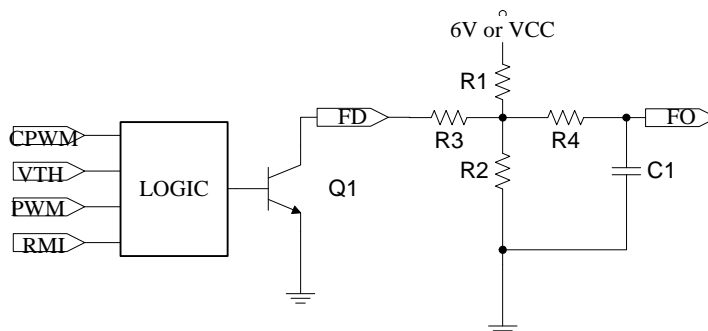 6V or VCC
R1
FD
FO
R3
R4
CPWM
R2
C1
VTH
LOGIC
Q1
PWM
RMI